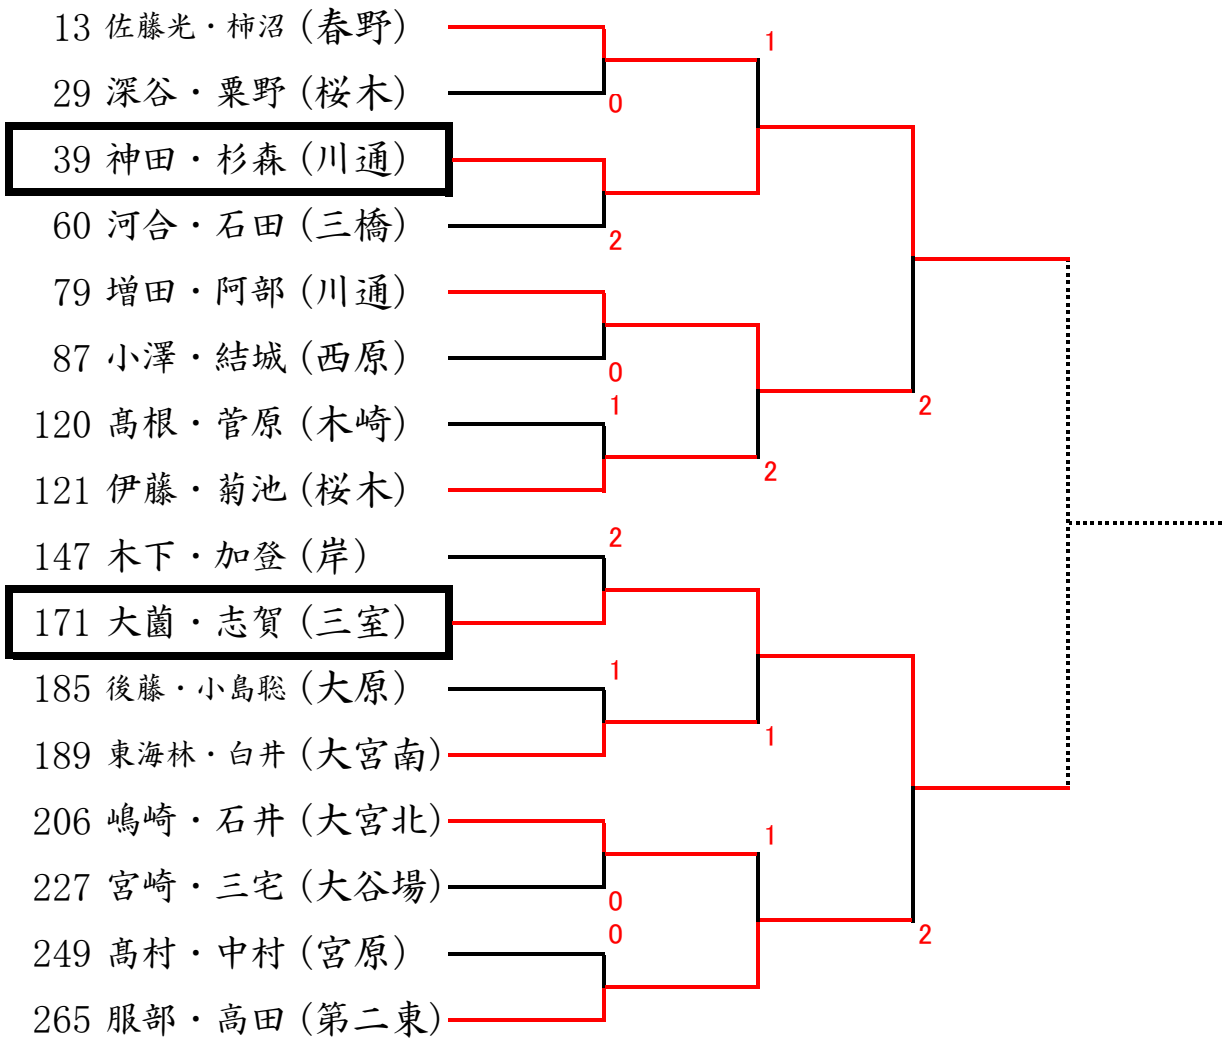 13 佐藤光・柿沼 (春野)
1
29 深谷・粟野 (桜木)
0
39 神田・杉森 (川通)
60 河合・石田 (三橋)
2
79 増田・阿部 (川通)
87 小澤・結城 (西原)
0
1
2
120 髙根・菅原 (木崎)
2
121 伊藤・菊池 (桜木)
2
147 木下・加登 (岸)
171 大薗・志賀 (三室)
1
185 後藤・小島聡 (大原)
1
189 東海林・白井 (大宮南)
206 嶋崎・石井 (大宮北)
1
227 宮崎・三宅 (大谷場)
0
0
2
249 髙村・中村 (宮原)
265 服部・高田 (第二東)